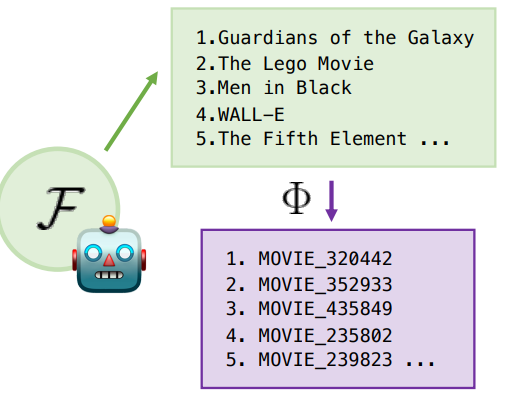 1.Guardians of the Galaxy
2.The Lego Movie
3.Men in Black
4.WALL-E
5.The Fifth Element ...
ℱ
Φ
1. MOVIE_320442
2. MOVIE_352933
3. MOVIE_435849
4. MOVIE_235802
5. MOVIE_239823 ...